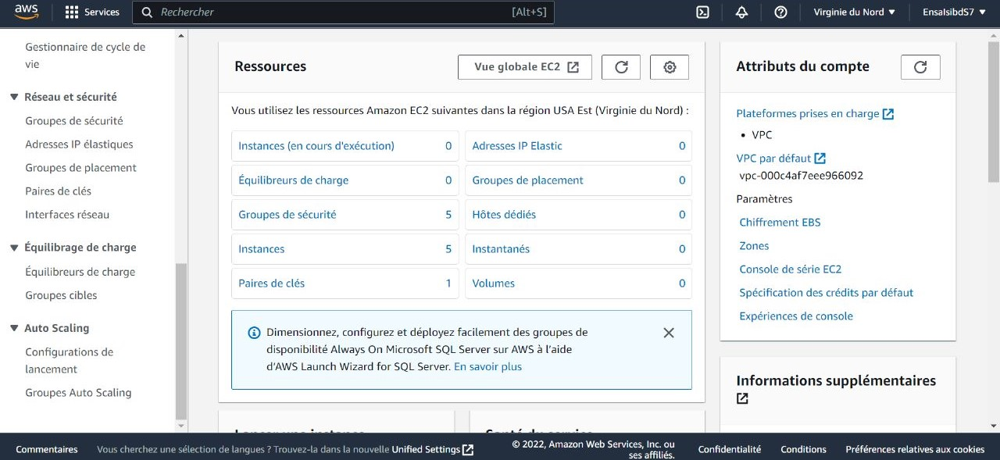 aws
Services
Rechercher
[Alt+S]
Virginie du Nord
EnsalsibdS7
Gestionnaire de cycle de
vie
Réseau et sécurité
Groupes de sécurité
Adresses IP élastiques
Groupes de placement
Paires de clés
Interfaces réseau
Équilibrage de charge
Équilibreurs de charge
Groupes cibles
Auto Scaling
Configurations de
lancement
Groupes Auto Scaling
Ressources
Vue globale EC2
Vous utilisez les ressources Amazon EC2 suivantes dans la région USA Est (Virginie du Nord) :
Instances (en cours d'exécution) 0
Adresses IP Elastic 0
Équilibreurs de charge 0
Groupes de placement 0
Groupes de sécurité 5
Hôtes dédiés 0
Instances 5
Instantanés 0
Paires de clés 1
Volumes 0
Dimensionnez, configurez et déployez facilement des groupes de
disponibilité Always On Microsoft SQL Server sur AWS à l'aide
d'AWS Launch Wizard for SQL Server. En savoir plus
Lancer une instance
Santé du service
Attributs du compte
Plateformes prises en charge
• VPC
VPC par défaut
vpc-000c4af7eee966092
Paramètres
Chiffrement EBS
Zones
Console de série EC2
Spécification des crédits par défaut
Expériences de console
Informations supplémentaires
Commentaires
Vous cherchez une sélection de langues ? Trouvez-la dans la nouvelle Unified Settings
© 2022, Amazon Web Services, Inc. ou
ses affiliés.
Confidentialité
Conditions
Préférences relatives aux cookies